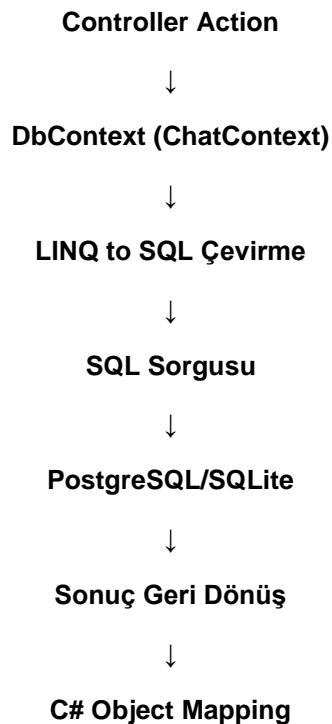 Controller Action
↓
DbContext (ChatContext)
↓
LINQ to SQL Çevirme
↓
SQL Sorgusu
↓
PostgreSQL/SQLite
↓
Sonuç Geri Dönüş
↓
C# Object Mapping